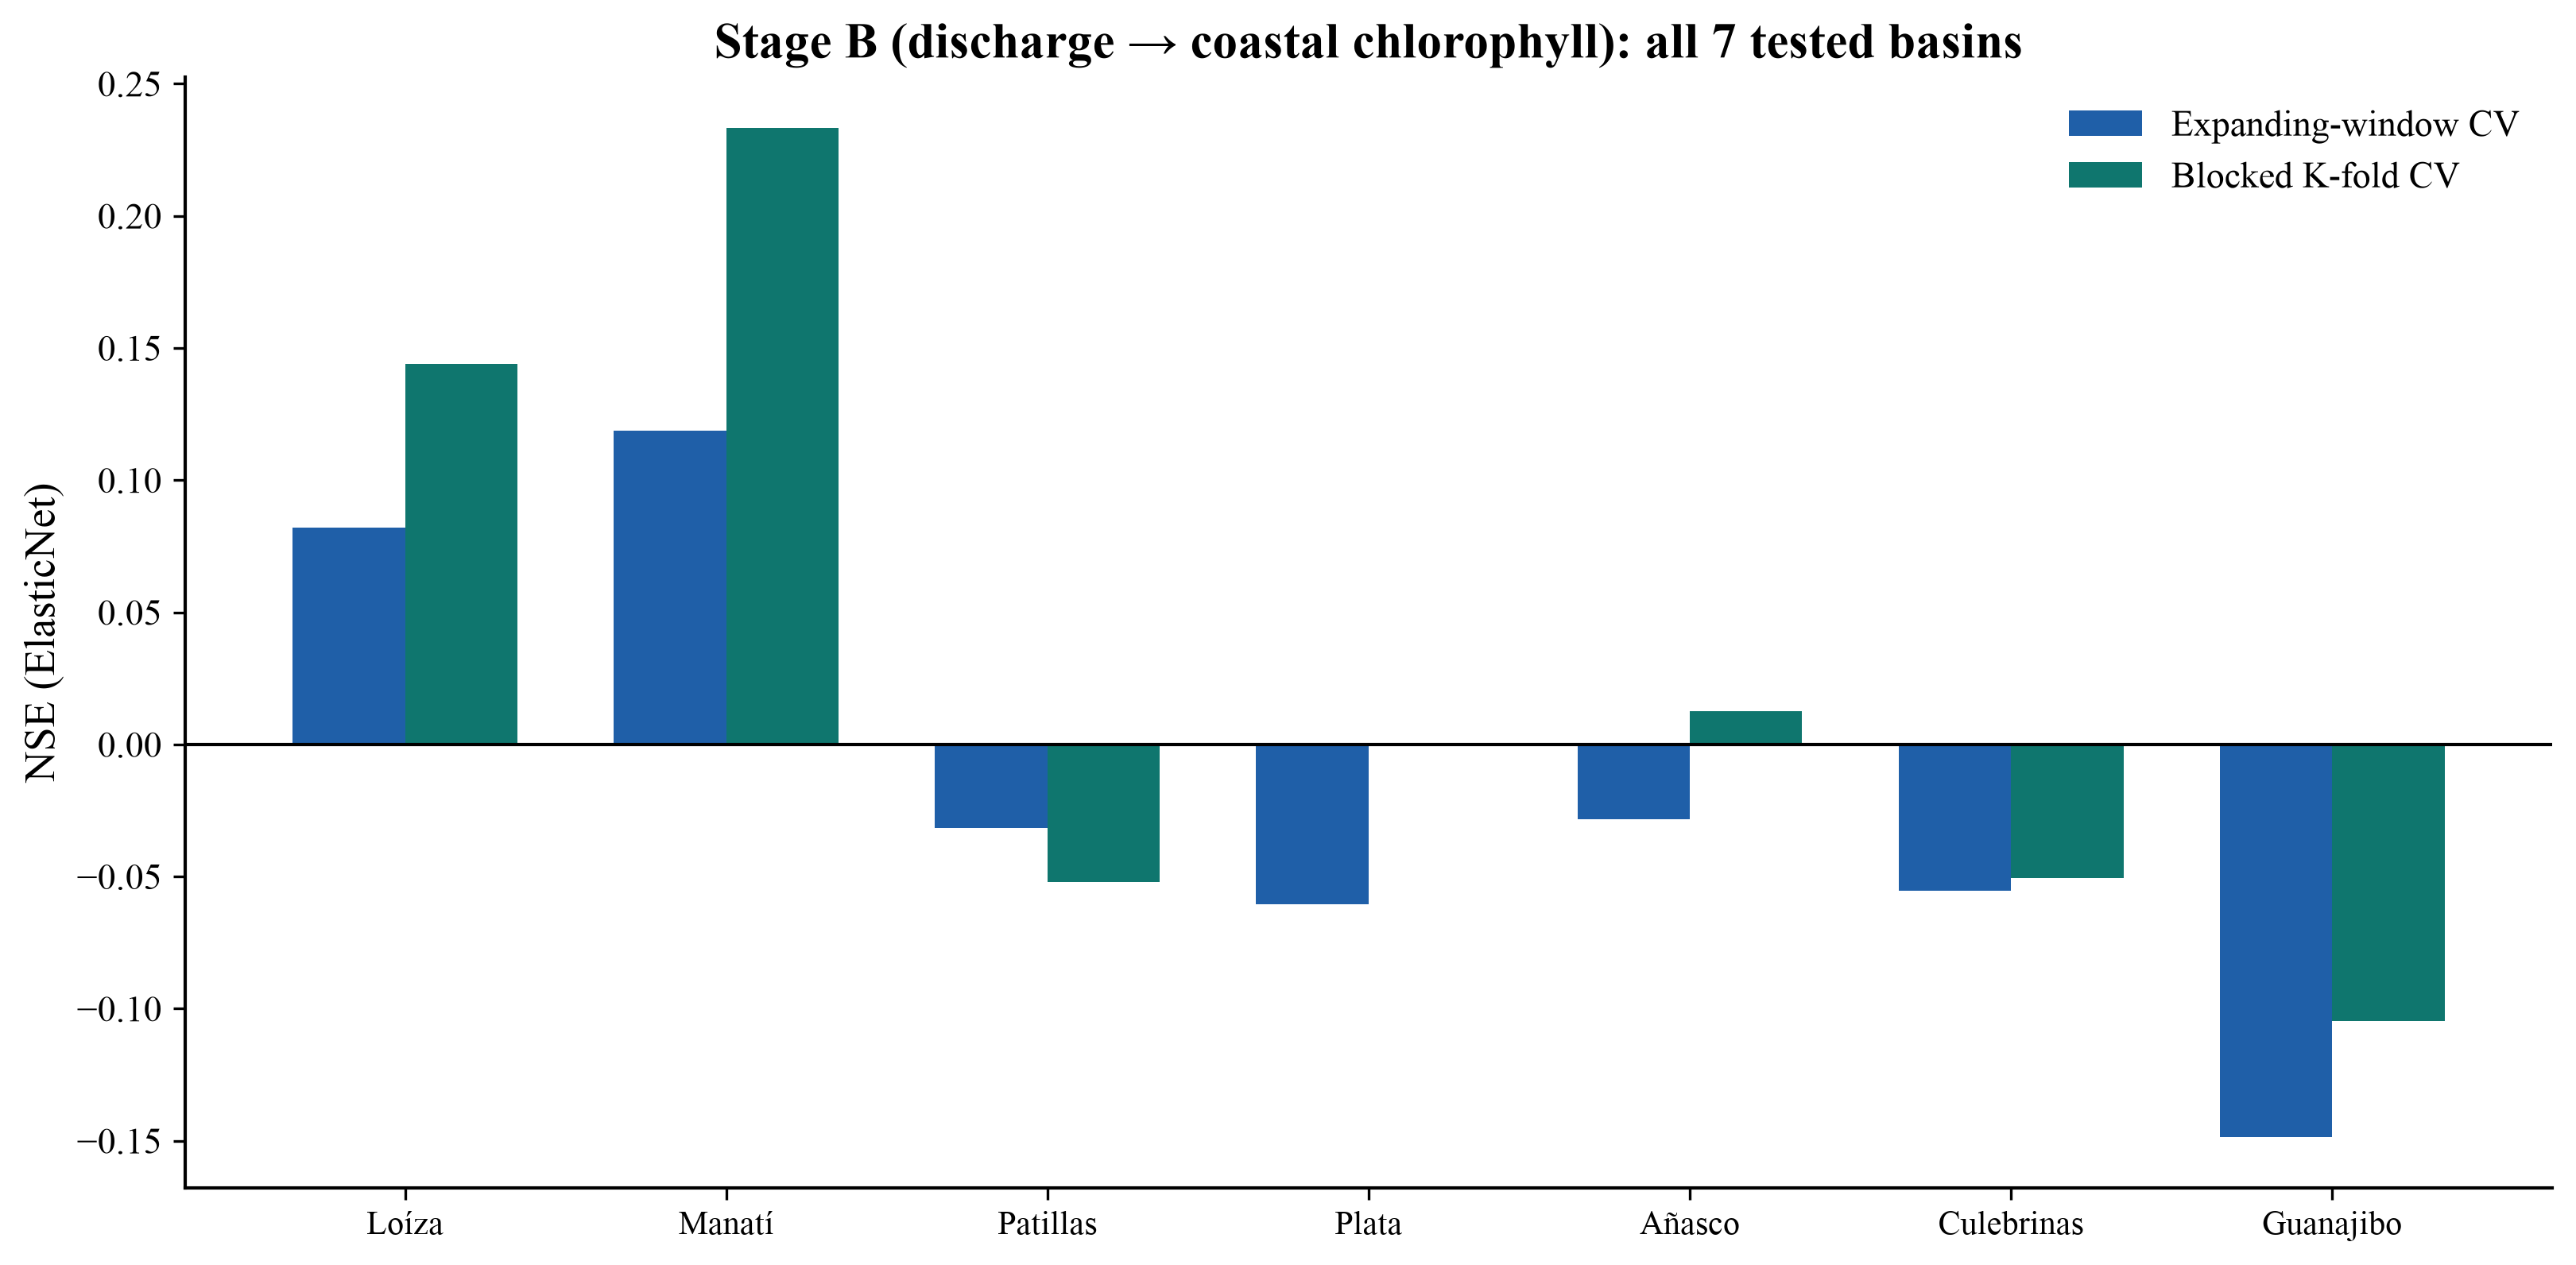 Stage B (discharge → coastal chlorophyll): all 7 tested basins
Expanding-window CV
Blocked K-fold CV
NSE (ElasticNet)
0.25
0.20
0.15
0.10
0.05
0.00
−0.05
−0.10
−0.15
Loíza
Manatí
Patillas
Plata
Añasco
Culebrinas
Guanajibo